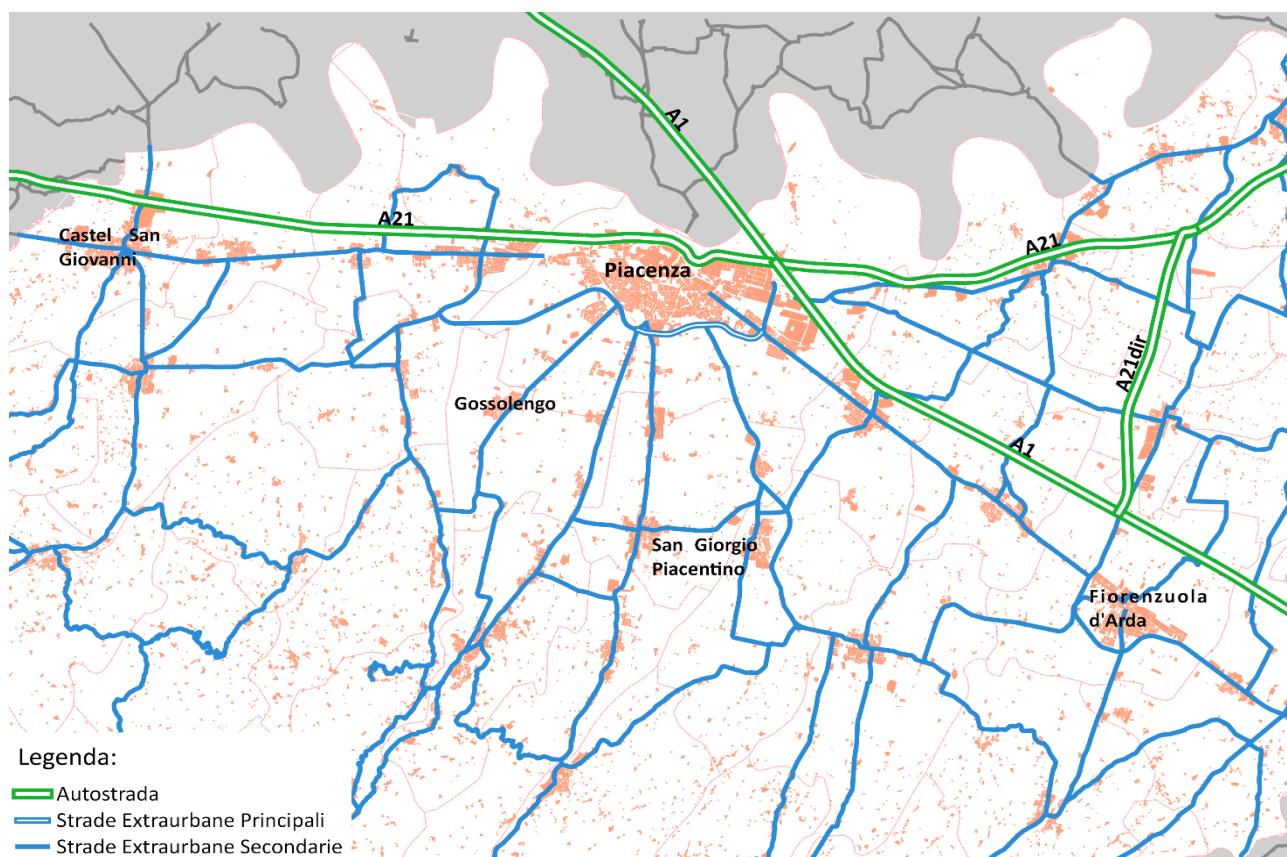 A1
A21
Castel San
Giovanni
Piacenza
A21
A21dir
Gossolengo
A1
San Giorgio
Piacentino
Fiorenzuola
d'Arda
Legenda:
Autostrada
Strade Extraurbane Principali
Strade Extraurbane Secondarie